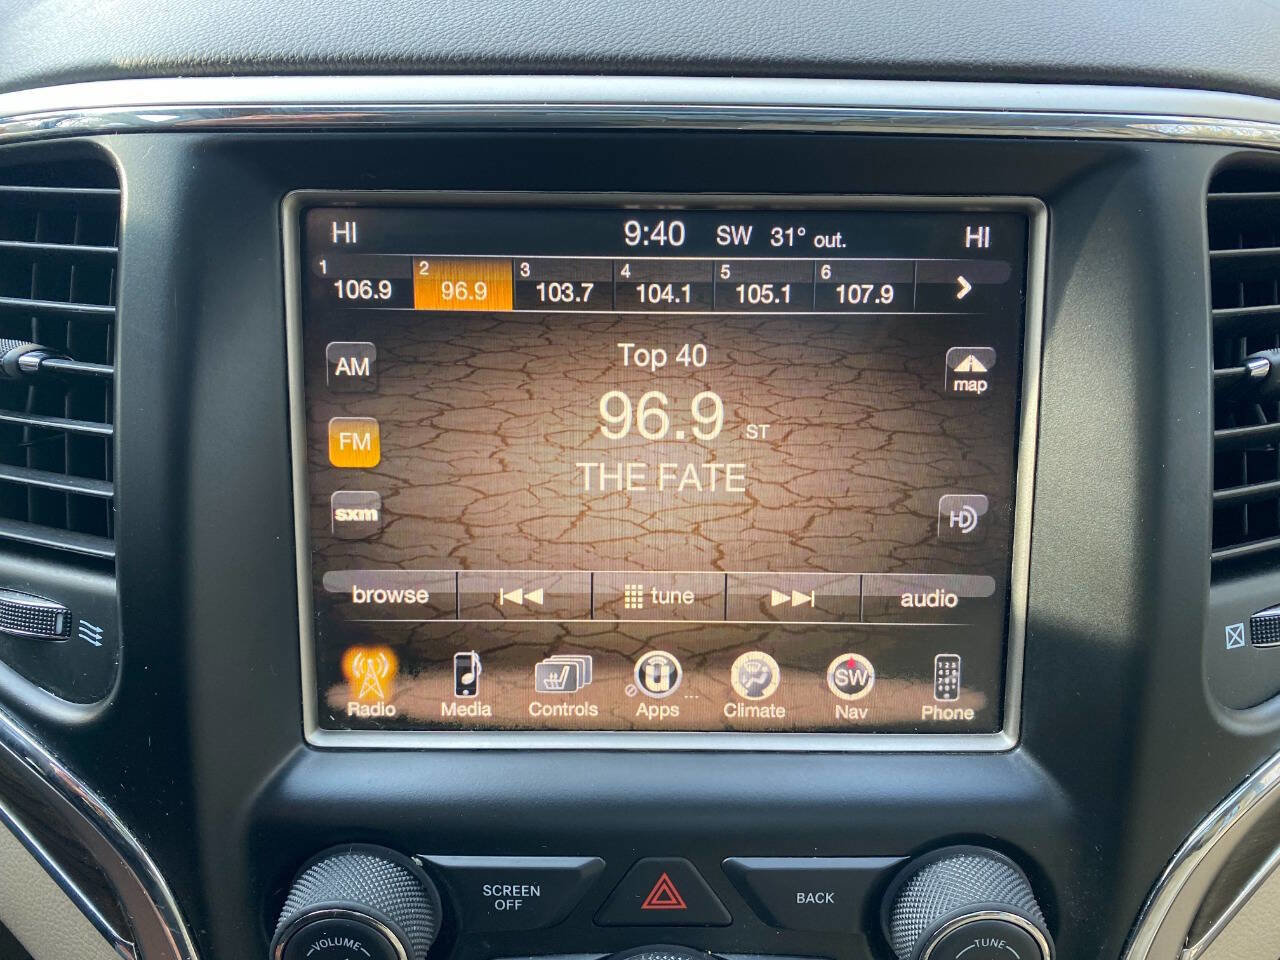 HI 9:40 SW 31° out. HI
1 2 3 4 5 6
106.9 96.9 103.7 104.1 105.1 107.9
Top 40
AM
map
96.9 ST
FM
THE FATE
sxm
HD
browse tune audio
SW
Radio Media Controls Apps ... Climate Nav Phone
SCREEN OFF
BACK
VOLUME
TUNE